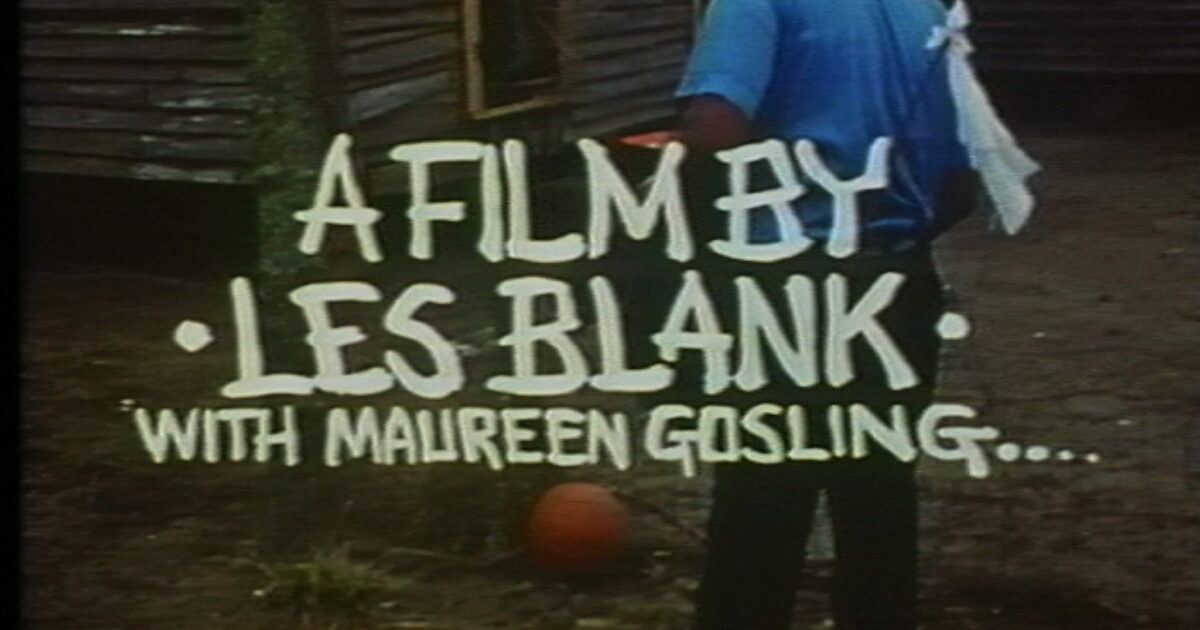 A FILM BY
• LES BLANK •
WITH MAUREEN GOSLING....